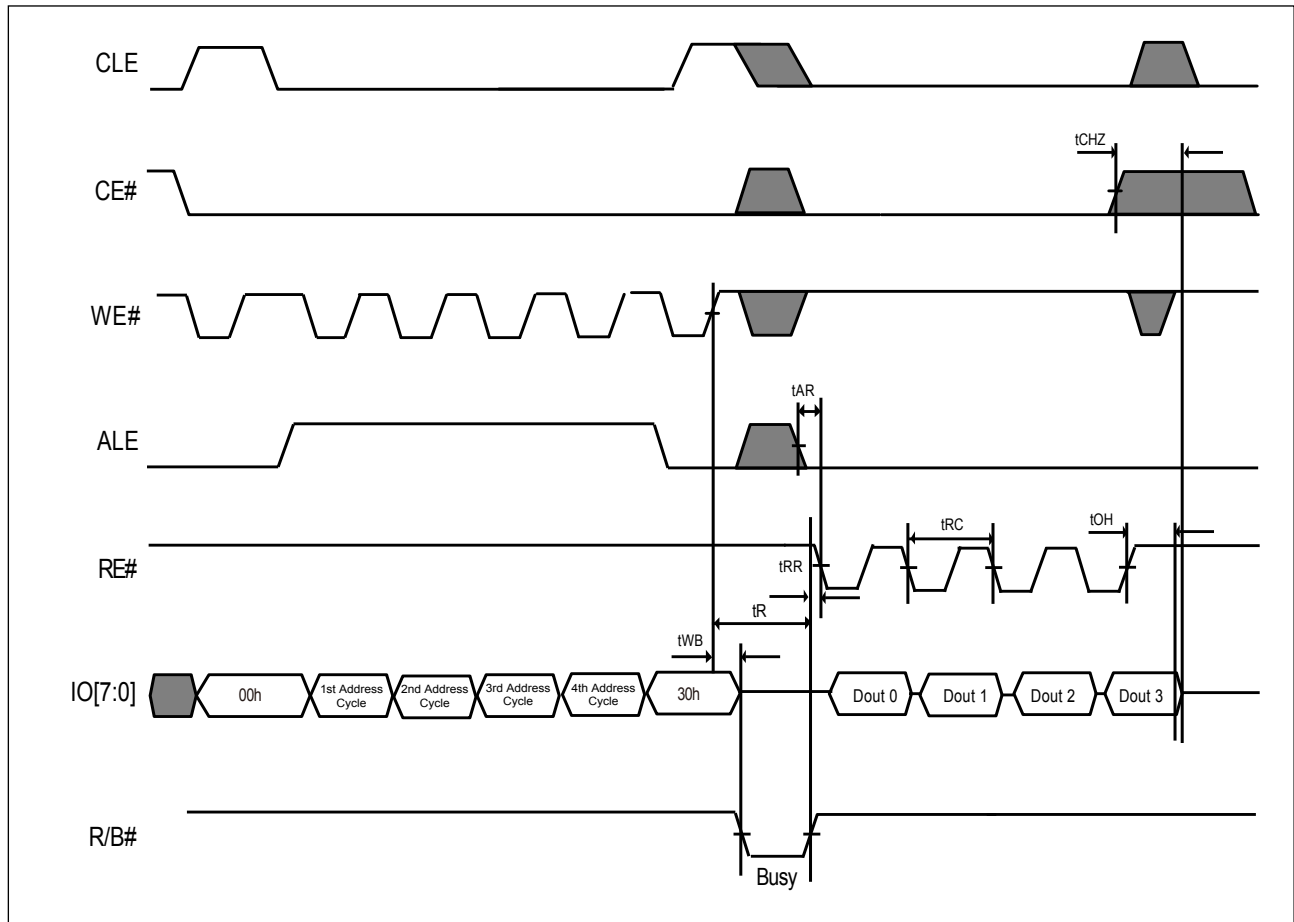 CLE
tCHZ
CE#
WE#
tAR
ALE
tRC
tOH
RE#
tRR
tR
tWB
IO[7:0]
00h
1st Address
Cycle
2nd Address
Cycle
3rd Address
Cycle
4th Address
Cycle
30h
Dout 0
Dout 1
Dout 2
Dout 3
R/B#
Busy